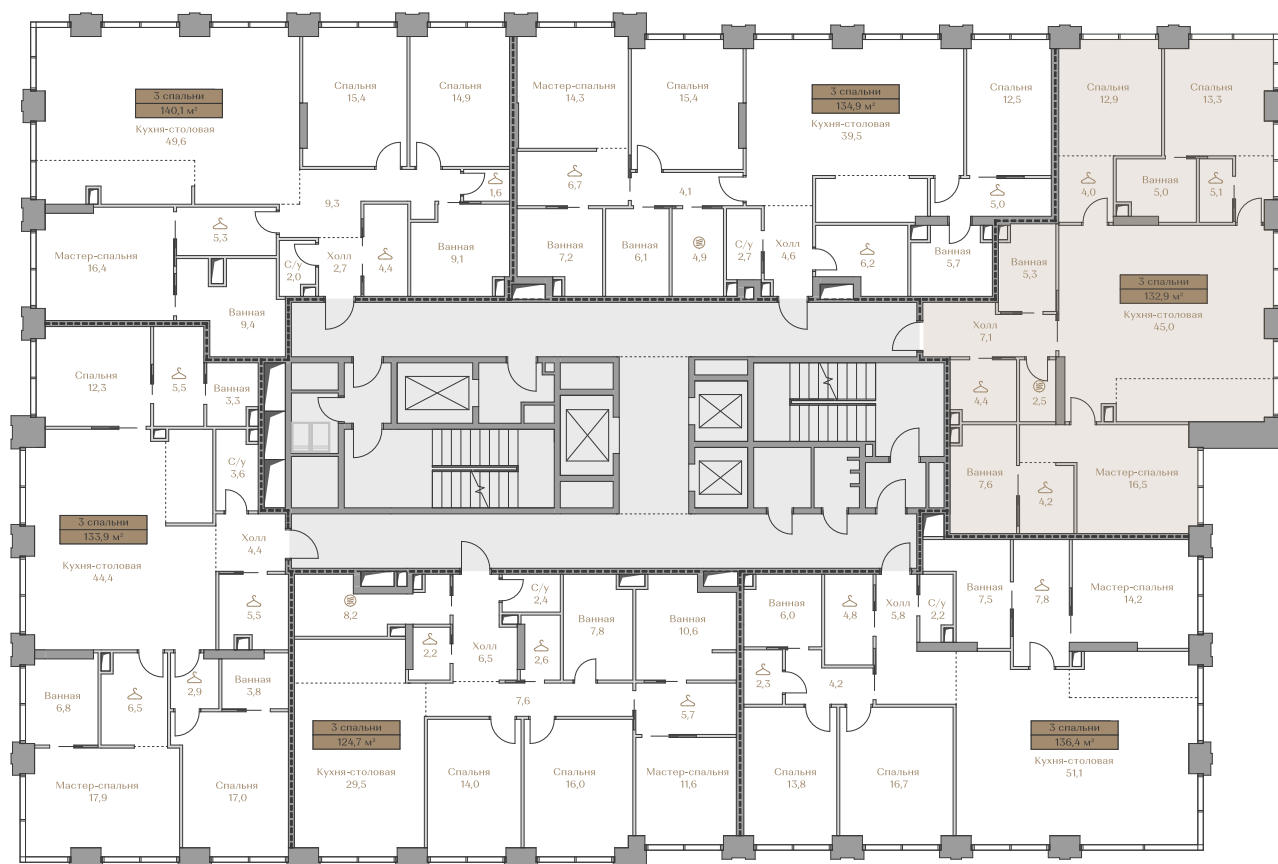 3 спальни
140,1 м²
Кухня-столовая
49,6
Спальня
15,4
Спальня
14,9
1,6
9,3
5,3
Мастер-спальня
16,4
С/у
2,0
Холл
2,7
4,4
Ванная
9,1
Ванная
9,4
Мастер-спальня
14,3
Спальня
15,4
3 спальни
134,9 м²
Кухня-столовая
39,5
Спальня
12,5
6,7
4,1
5,0
Ванная
7,2
Ванная
6,1
4,9
С/у
2,7
Холл
4,6
6,2
Ванная
5,7
Спальня
12,9
Спальня
13,3
4,0
Ванная
5,0
5,1
Ванная
5,3
3 спальни
132,9 м²
Кухня-столовая
45,0
Холл
7,1
4,4
2,5
Ванная
7,6
4,2
Мастер-спальня
16,5
Спальня
12,3
5,5
Ванная
3,3
С/у
3,6
3 спальни
133,9 м²
Кухня-столовая
44,4
Холл
4,4
5,5
Ванная
6,8
6,5
2,9
Ванная
3,8
Мастер-спальня
17,9
Спальня
17,0
8,2
С/у
2,4
2,2
Холл
6,5
2,6
Ванная
7,8
Ванная
10,6
7,6
5,7
3 спальни
124,7 м²
Кухня-столовая
29,5
Спальня
14,0
Спальня
16,0
Мастер-спальня
11,6
Ванная
6,0
4,8
Холл
5,8
С/у
2,2
Ванная
7,5
7,8
Мастер-спальня
14,2
2,3
4,2
3 спальни
136,4 м²
Кухня-столовая
51,1
Спальня
13,8
Спальня
16,7